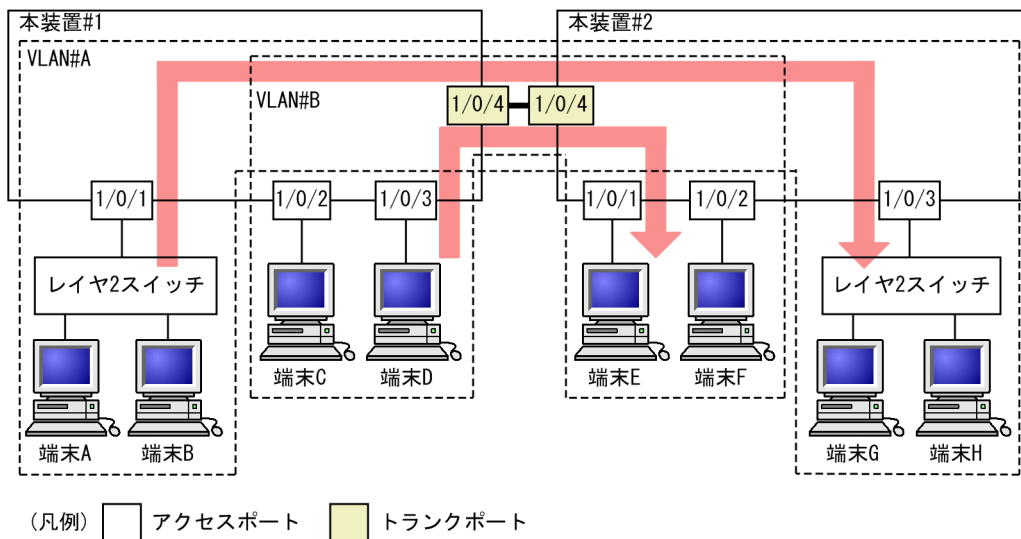 本装置#1
本装置#2
VLAN#A
VLAN#B
1/0/4
1/0/4
1/0/1
1/0/2
1/0/3
1/0/1
1/0/2
1/0/3
レイヤ2スイッチ
レイヤ2スイッチ
端末C
端末D
端末E
端末F
端末A
端末B
端末G
端末H
(凡例)
アクセスポート
トランクポート